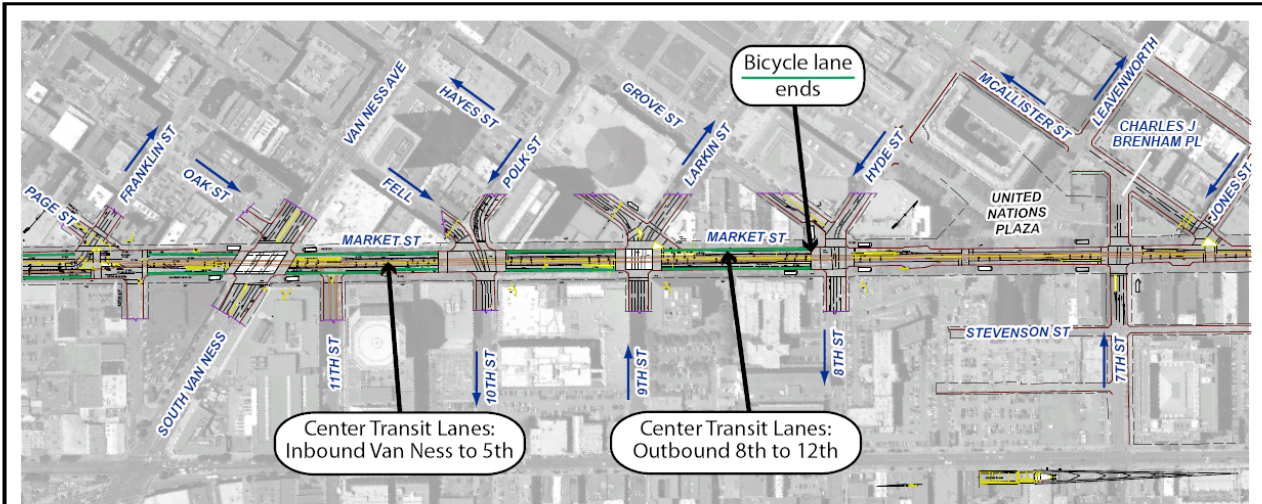 Bicycle lane
ends
LEAVENWORTH
MCALLISTER ST
CHARLES J
BRENHAM PL
JONES ST
VAN NESS AVE
HAYES ST
GROVE ST
FRANKLIN ST
OAK ST
PAGE ST
FELL
POLK ST
LARKIN ST
HYDE ST
UNITED
NATIONS
PLAZA
MARKET ST
MARKET ST
SOUTH VAN NESS
11TH ST
10TH ST
9TH ST
8TH ST
STEVENSON ST
7TH ST
Center Transit Lanes:
Inbound Van Ness to 5th
Center Transit Lanes:
Outbound 8th to 12th